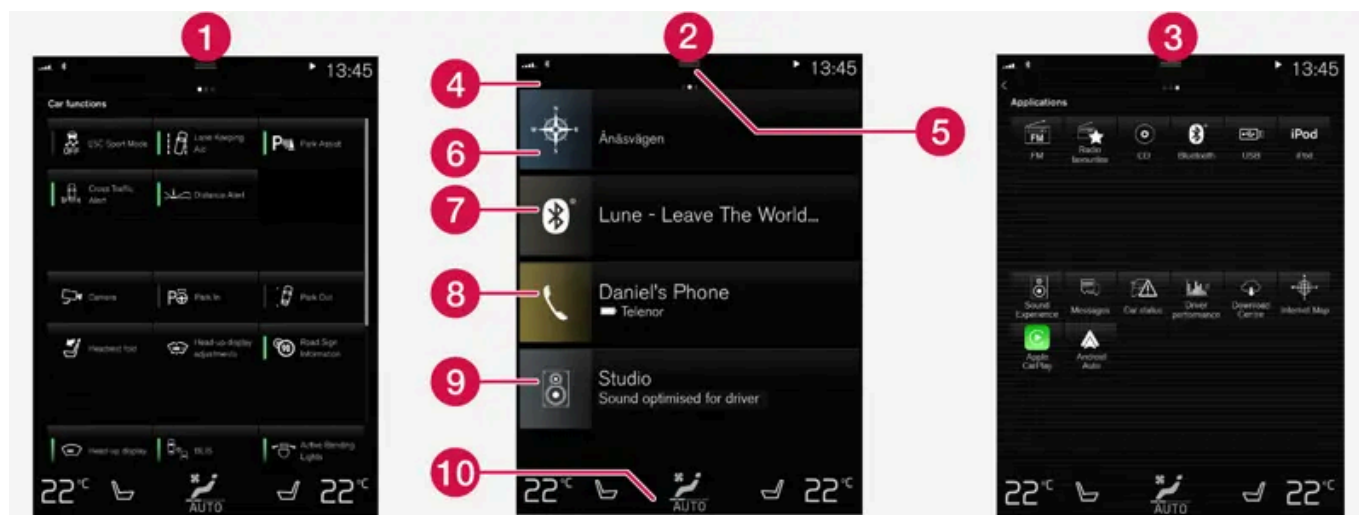 1
2
3
13:45
Car functions
OFF
ESC Sport Mode
Lane Keeping
Aid
Park Assist
Cross Traffic
Alert
Distance Alert
Camera
Park In
Park Out
Headrest fold
Head-up display
adjustments
Road Sign
Information
Head-up display
BLIS
Active Bending
Lights
22°C
AUTO
22°C
13:45
4
5
6
Änäsvägen
7
Lune - Leave The World...
8
Daniel's Phone
Telenor
9
Studio
Sound optimised for driver
10
22°C
AUTO
22°C
13:45
Applications
FM
FM
Radio
favourites
CD
Bluetooth
USB
iPod
iPod
Sound
Experience
Messages
Car status
Driver
performance
Download
Centre
Internet Map
Apple
CarPlay
Android
Auto
22°C
AUTO
22°C